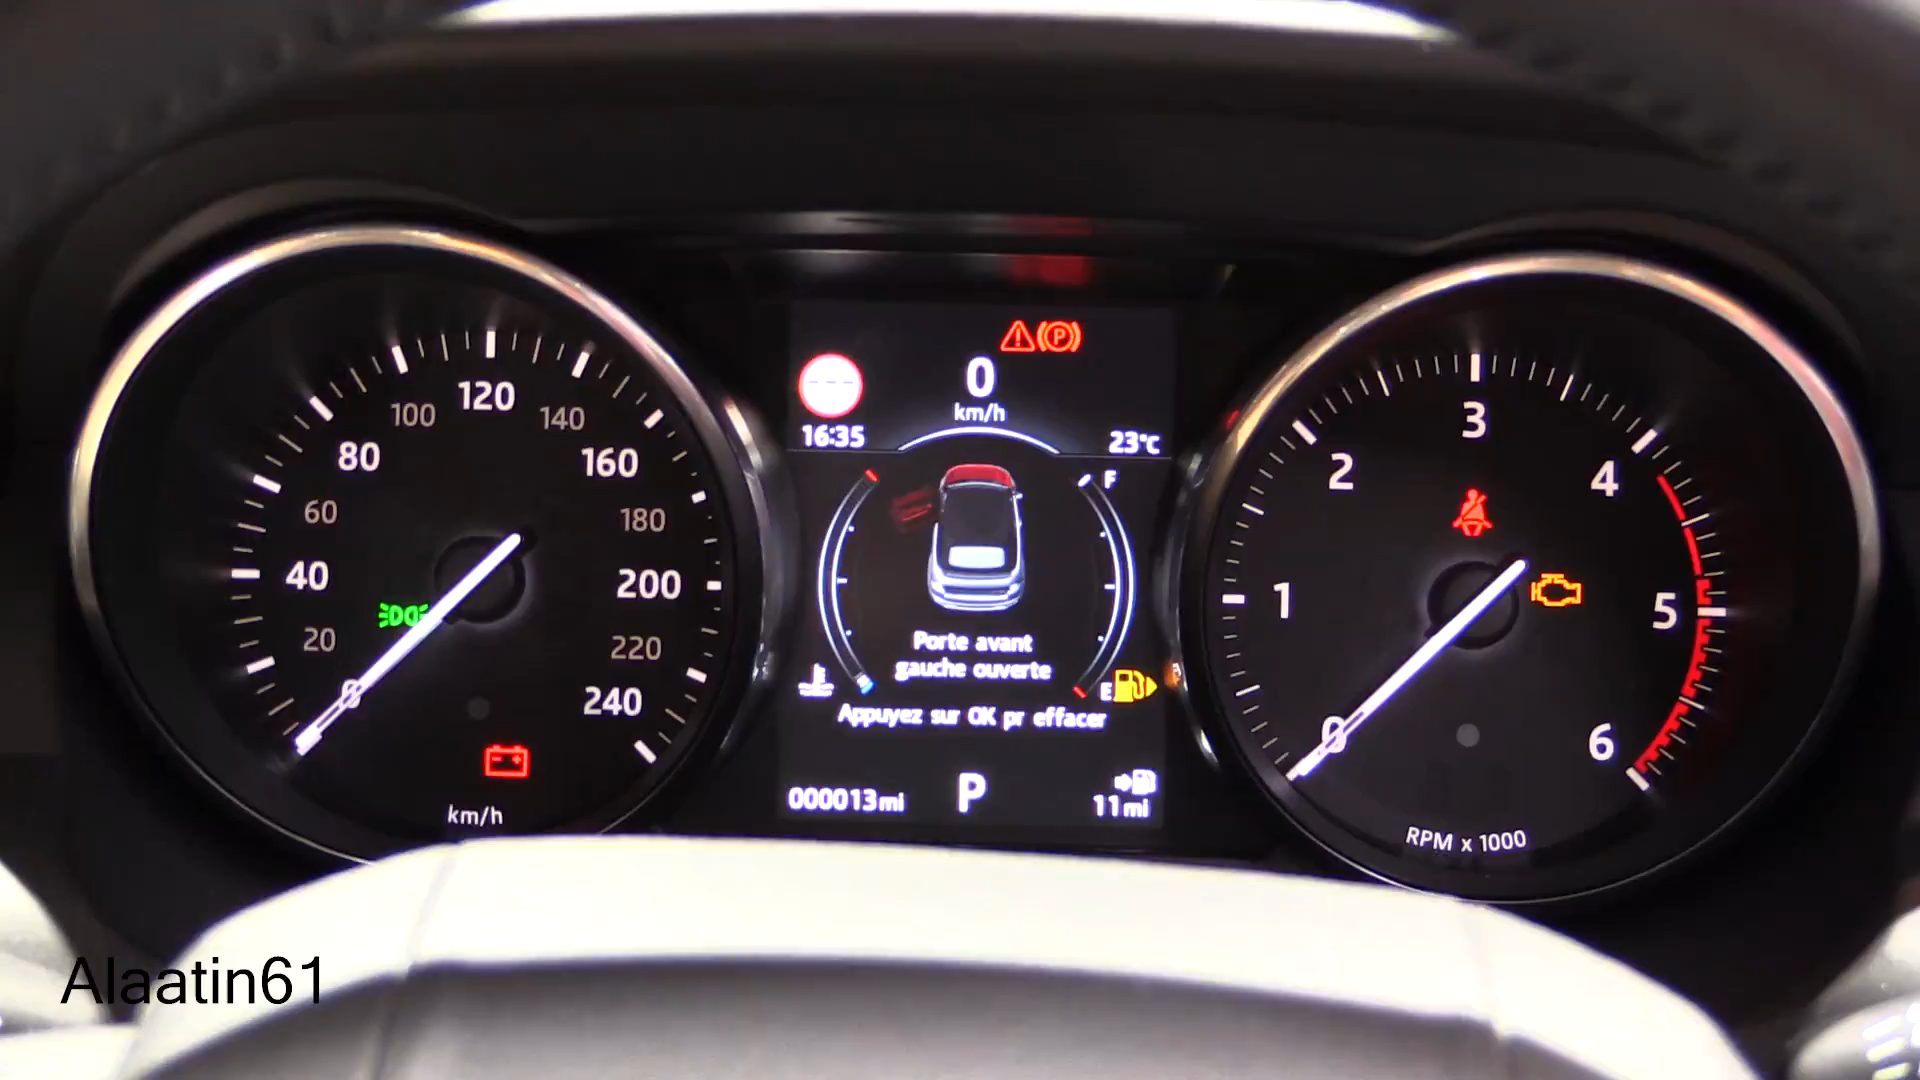 0
20
40
60
80
100
120
140
160
180
200
220
240
km/h
0
km/h
16:35
23°C
F
E
Porte avant
gauche ouverte
Appuyez sur OK pr effacer
000013mi
P
11mi
0
1
2
3
4
5
6
RPM x 1000
Alaatin61